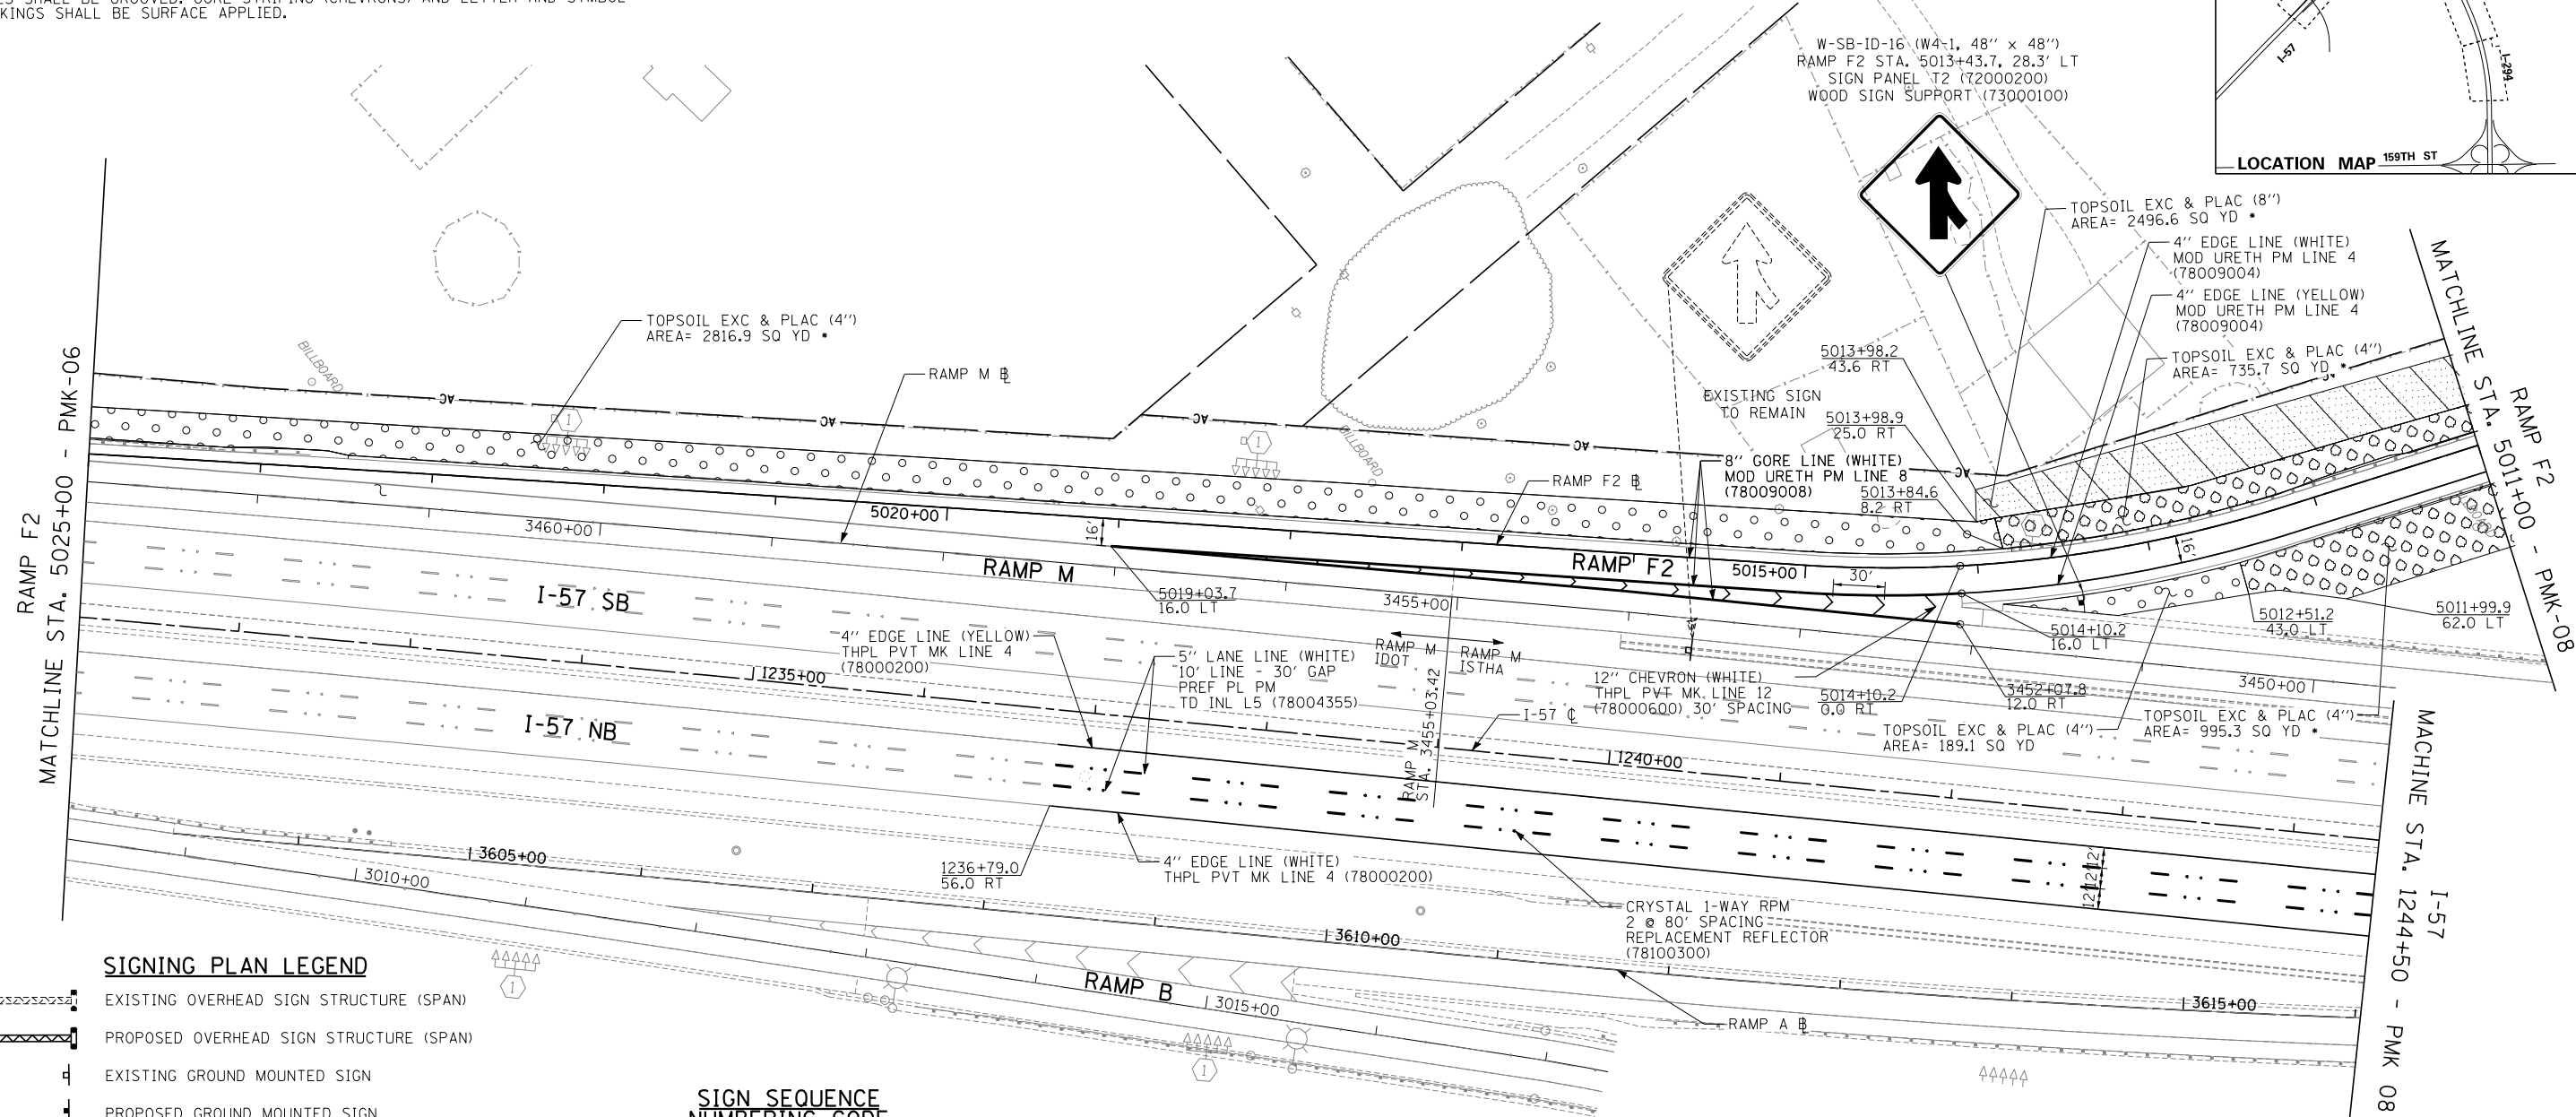 KINGS SHALL BE SURFACE APPLIED.
W-SB-ID-16 (W4-1, 48'' x 48'')
RAMP F2 STA. 5013+43.7, 28.3' LT
SIGN PANEL T2 (72000200)
WOOD SIGN SUPPORT (73000100)
I-57
I-294
LOCATION MAP
159TH ST
TOPSOIL EXC & PLAC (8'')
AREA= 2496.6 SQ YD *
4'' EDGE LINE (WHITE)
MOD URETH PM LINE 4
(78009004)
4'' EDGE LINE (YELLOW)
MOD URETH PM LINE 4
(78009004)
TOPSOIL EXC & PLAC (4'')
AREA= 735.7 SQ YD *
MATCHLINE STA. 5011+00 - PMK-08
RAMP F2
RAMP F2
MATCHLINE STA. 5025+00 - PMK-06
TOPSOIL EXC & PLAC (4'')
AREA= 2816.9 SQ YD *
BILLBOARD
RAMP M BL
AC
AC
AC
AC
AC
1
1
BILLBOARD
EXISTING SIGN
TO REMAIN
5013+98.2
43.6 RT
5013+98.9
25.0 RT
8'' GORE LINE (WHITE)
MOD URETH PM LINE 8
(78009008)
5013+84.6
8.2 RT
RAMP F2 BL
5020+00
3460+00
16'
RAMP M
RAMP F2
5015+00
30'
16'
I-57 SB
5019+03.7
16.0 LT
3455+00
5014+10.2
16.0 LT
5012+51.2
43.0 LT
5011+99.9
62.0 LT
4'' EDGE LINE (YELLOW)
THPL PVT MK LINE 4
(78000200)
5'' LANE LINE (WHITE)
10' LINE - 30' GAP
PREF PL PM
TD INL L5 (78004355)
RAMP M
IDOT
RAMP M
ISTHA
RAMP M
STA. 3455+03.42
12'' CHEVRON (WHITE)
THPL PVT MK LINE 12
(78000600) 30' SPACING
5014+10.2
0.0 RT
3452+07.8
12.0 RT
3450+00
TOPSOIL EXC & PLAC (4'')
AREA= 189.1 SQ YD
TOPSOIL EXC & PLAC (4'')
AREA= 995.3 SQ YD *
1235+00
I-57 CL
I-57 NB
1240+00
12'
12'
12'
MACHINE STA. 1244+50 - PMK 08
I-57
3605+00
3010+00
1236+79.0
56.0 RT
4'' EDGE LINE (WHITE)
THPL PVT MK LINE 4 (78000200)
CRYSTAL 1-WAY RPM
2 @ 80' SPACING
REPLACEMENT REFLECTOR
(78100300)
3610+00
RAMP B
3015+00
3615+00
RAMP A BL
1
1
SIGNING PLAN LEGEND
EXISTING OVERHEAD SIGN STRUCTURE (SPAN)
PROPOSED OVERHEAD SIGN STRUCTURE (SPAN)
EXISTING GROUND MOUNTED SIGN
PROPOSED GROUND MOUNTED SIGN
SIGN SEQUENCE
NUMBERING CODE